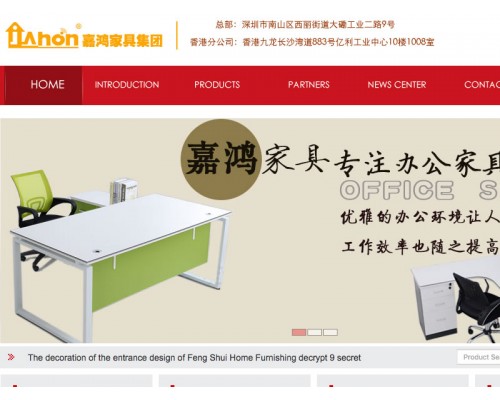 Jiahon 嘉鸿家具集团
总部：深圳市南山区西丽街道大磡工业二路9号
香港分公司：香港九龙长沙湾道883号亿利工业中心10楼1008室
HOME INTRODUCTION PRODUCTS PARTNERS NEWS CENTER CONTAC
嘉鸿家具 专注办公家具
OFFICE S
优雅的办公环境让人
工作效率也随之提高
The decoration of the entrance design of Feng Shui Home Furnishing decrypt 9 secret
Product Se